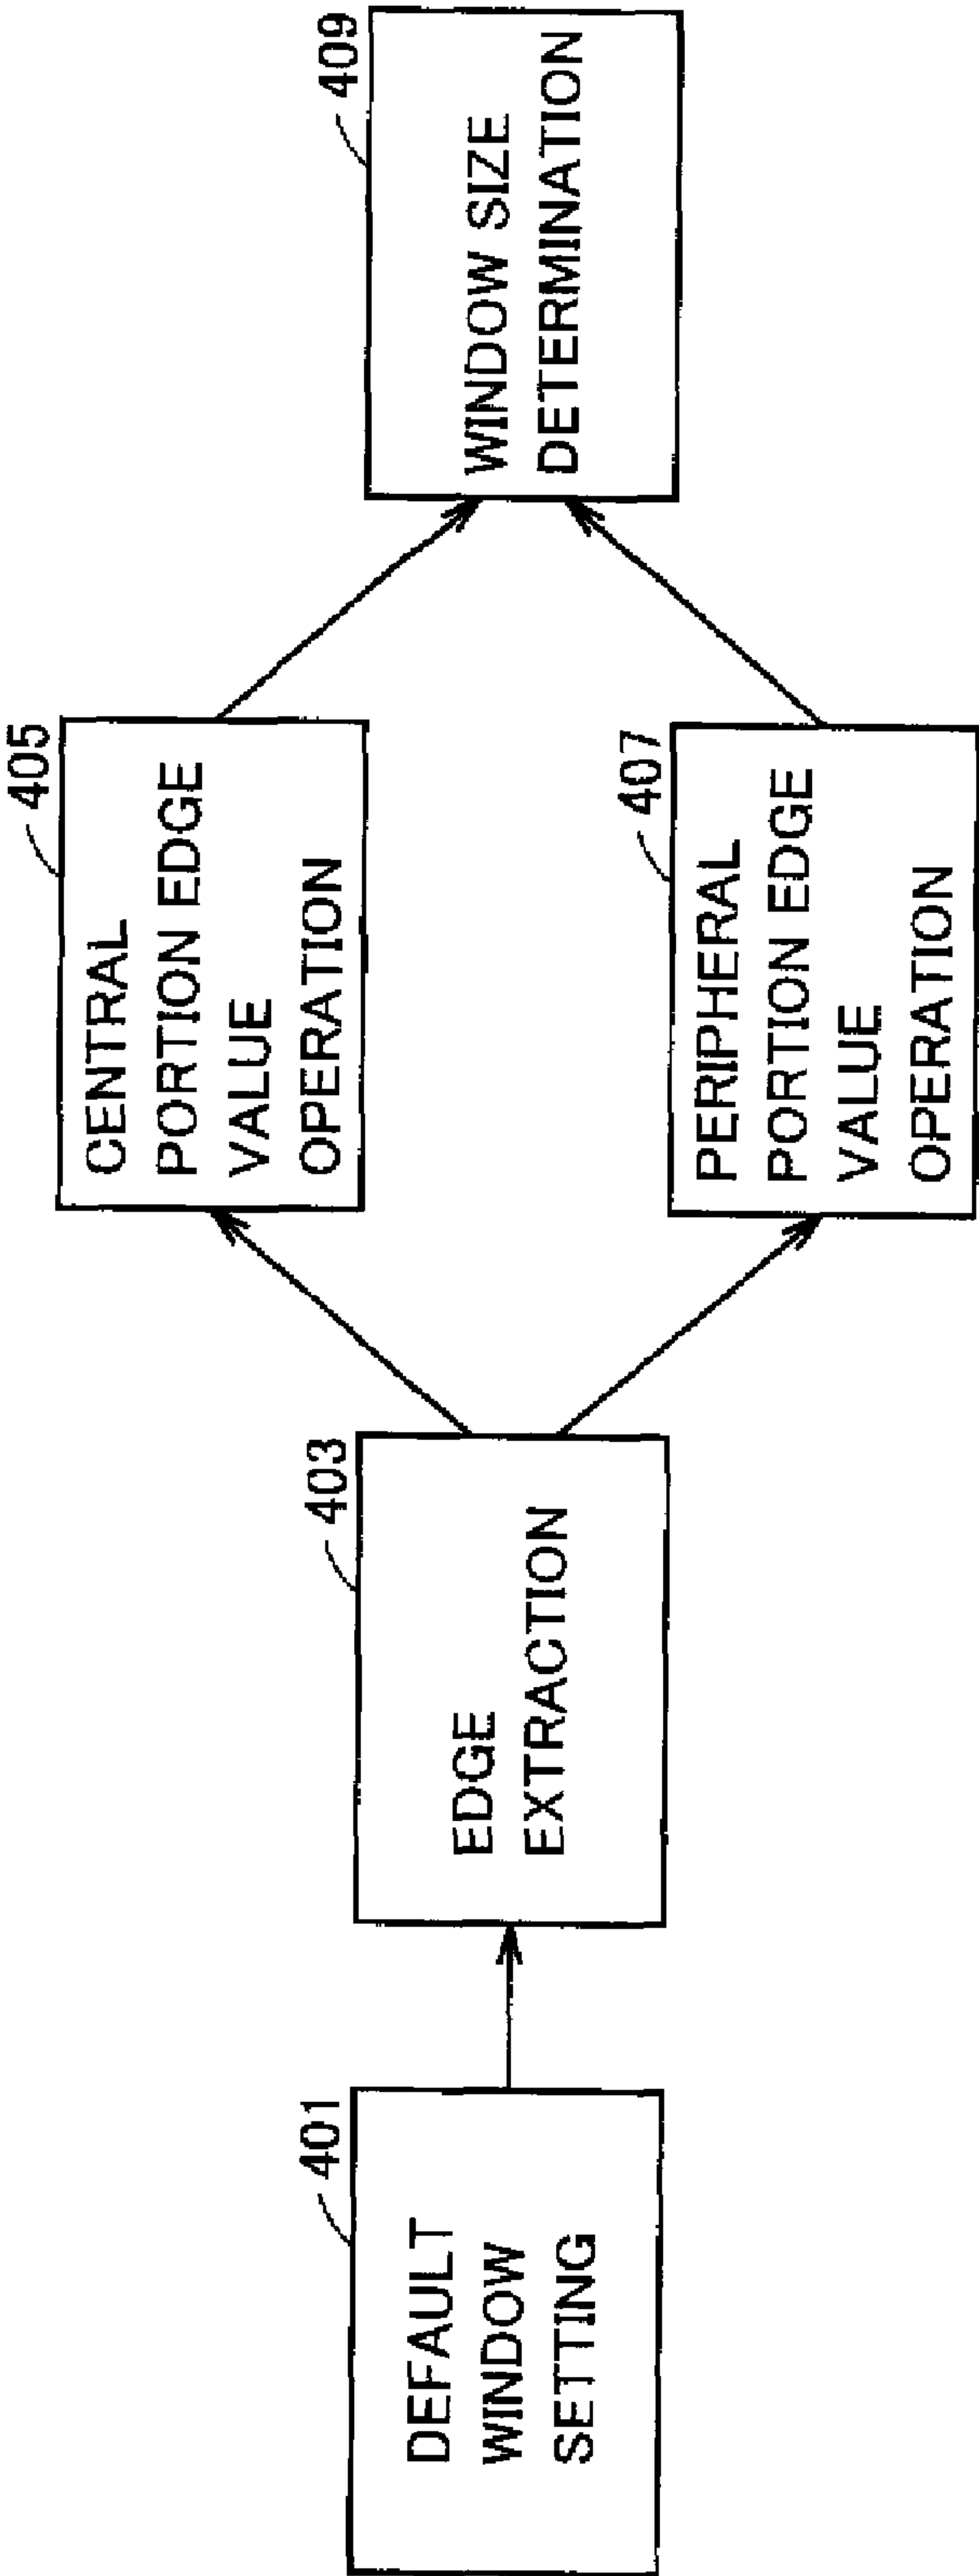 401
DEFAULT
WINDOW
SETTING
403
EDGE
EXTRACTION
405
CENTRAL
PORTION EDGE
VALUE
OPERATION
407
PERIPHERAL
PORTION EDGE
VALUE
OPERATION
409
WINDOW SIZE
DETERMINATION